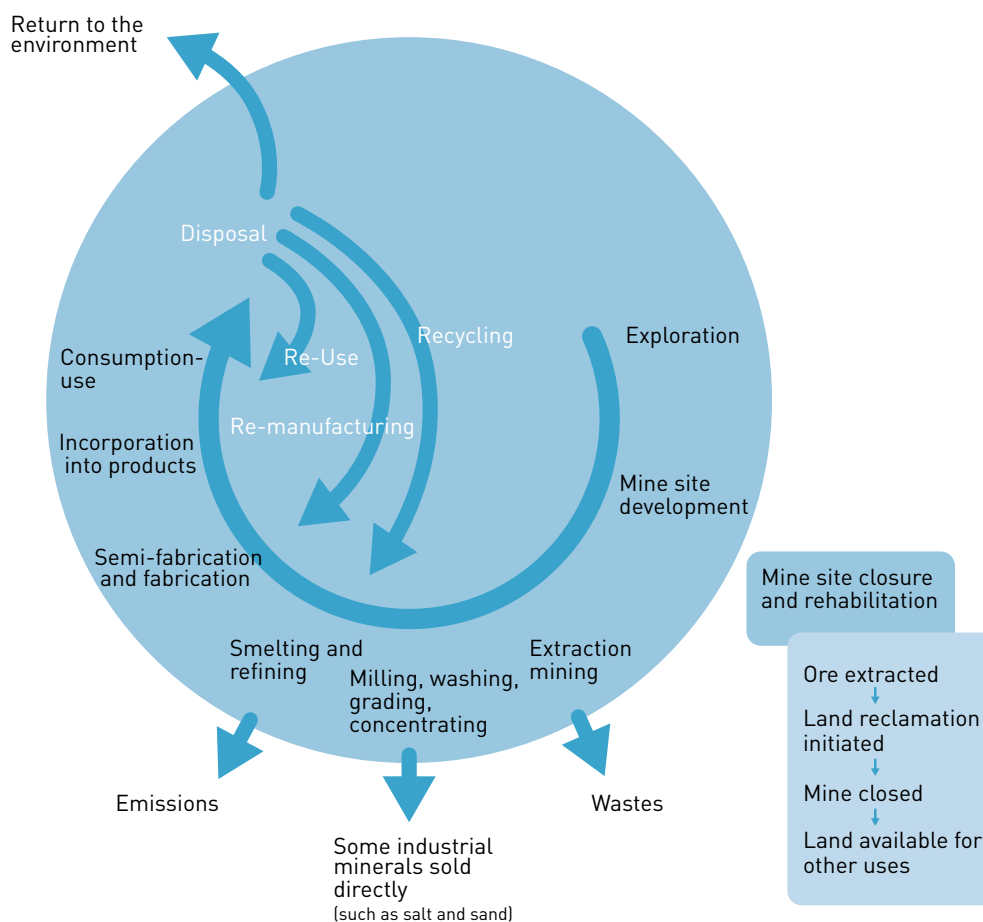 Return to the
environment
Disposal
Recycling
Exploration
Consumption-
use
Re-Use
Re-manufacturing
Incorporation
into products
Mine site
development
Semi-fabrication
and fabrication
Smelting and
refining
Milling, washing,
grading,
concentrating
Extraction
mining
Emissions
Some industrial
minerals sold
directly
(such as salt and sand)
Wastes
Mine site closure
and rehabilitation
Ore extracted
Land reclamation
initiated
Mine closed
Land available for
other uses